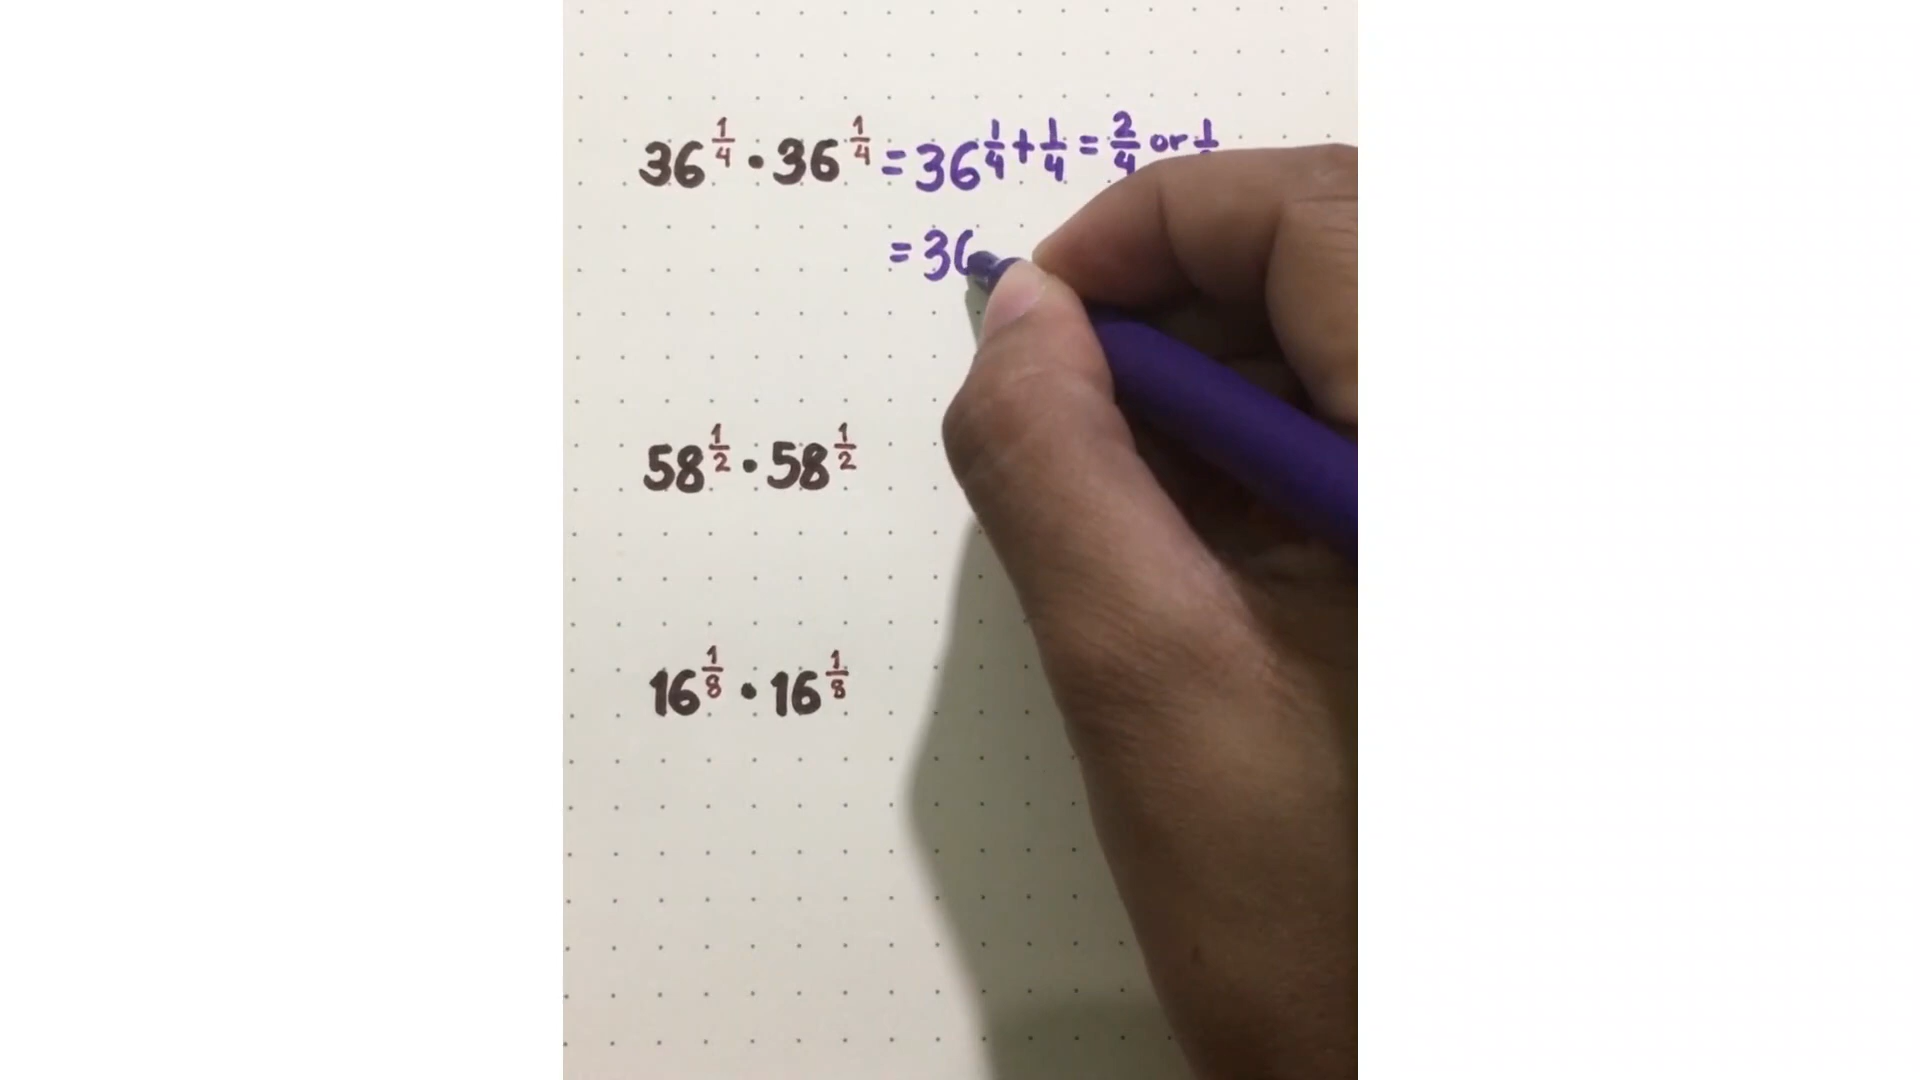 36^{1/4} · 36^{1/4} = 36^{1/4 + 1/4} = 2/4 or 1
= 36
58^{1/2} · 58^{1/2}
16^{1/8} · 16^{1/8}